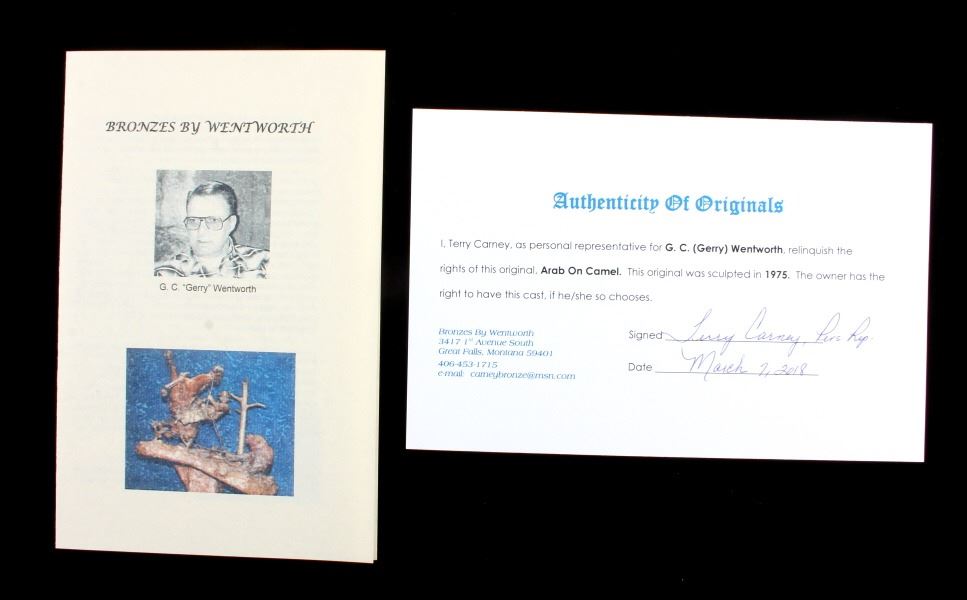 BRONZES BY WENTWORTH
G. C. "Gerry" Wentworth
Authenticity Of Originals
I, Terry Carney, as personal representative for G. C. (Gerry) Wentworth, relinquish the
rights of this original, Arab On Camel. This original was sculpted in 1975. The owner has the
right to have this cast, if he/she so chooses.
Bronzes By Wentworth
3417 1st Avenue South
Great Falls, Montana 59401
406-453-1715
e-mail: carneybronze@msn.com
Signed Terry Carney, Pers Rep.
Date March 7, 2018